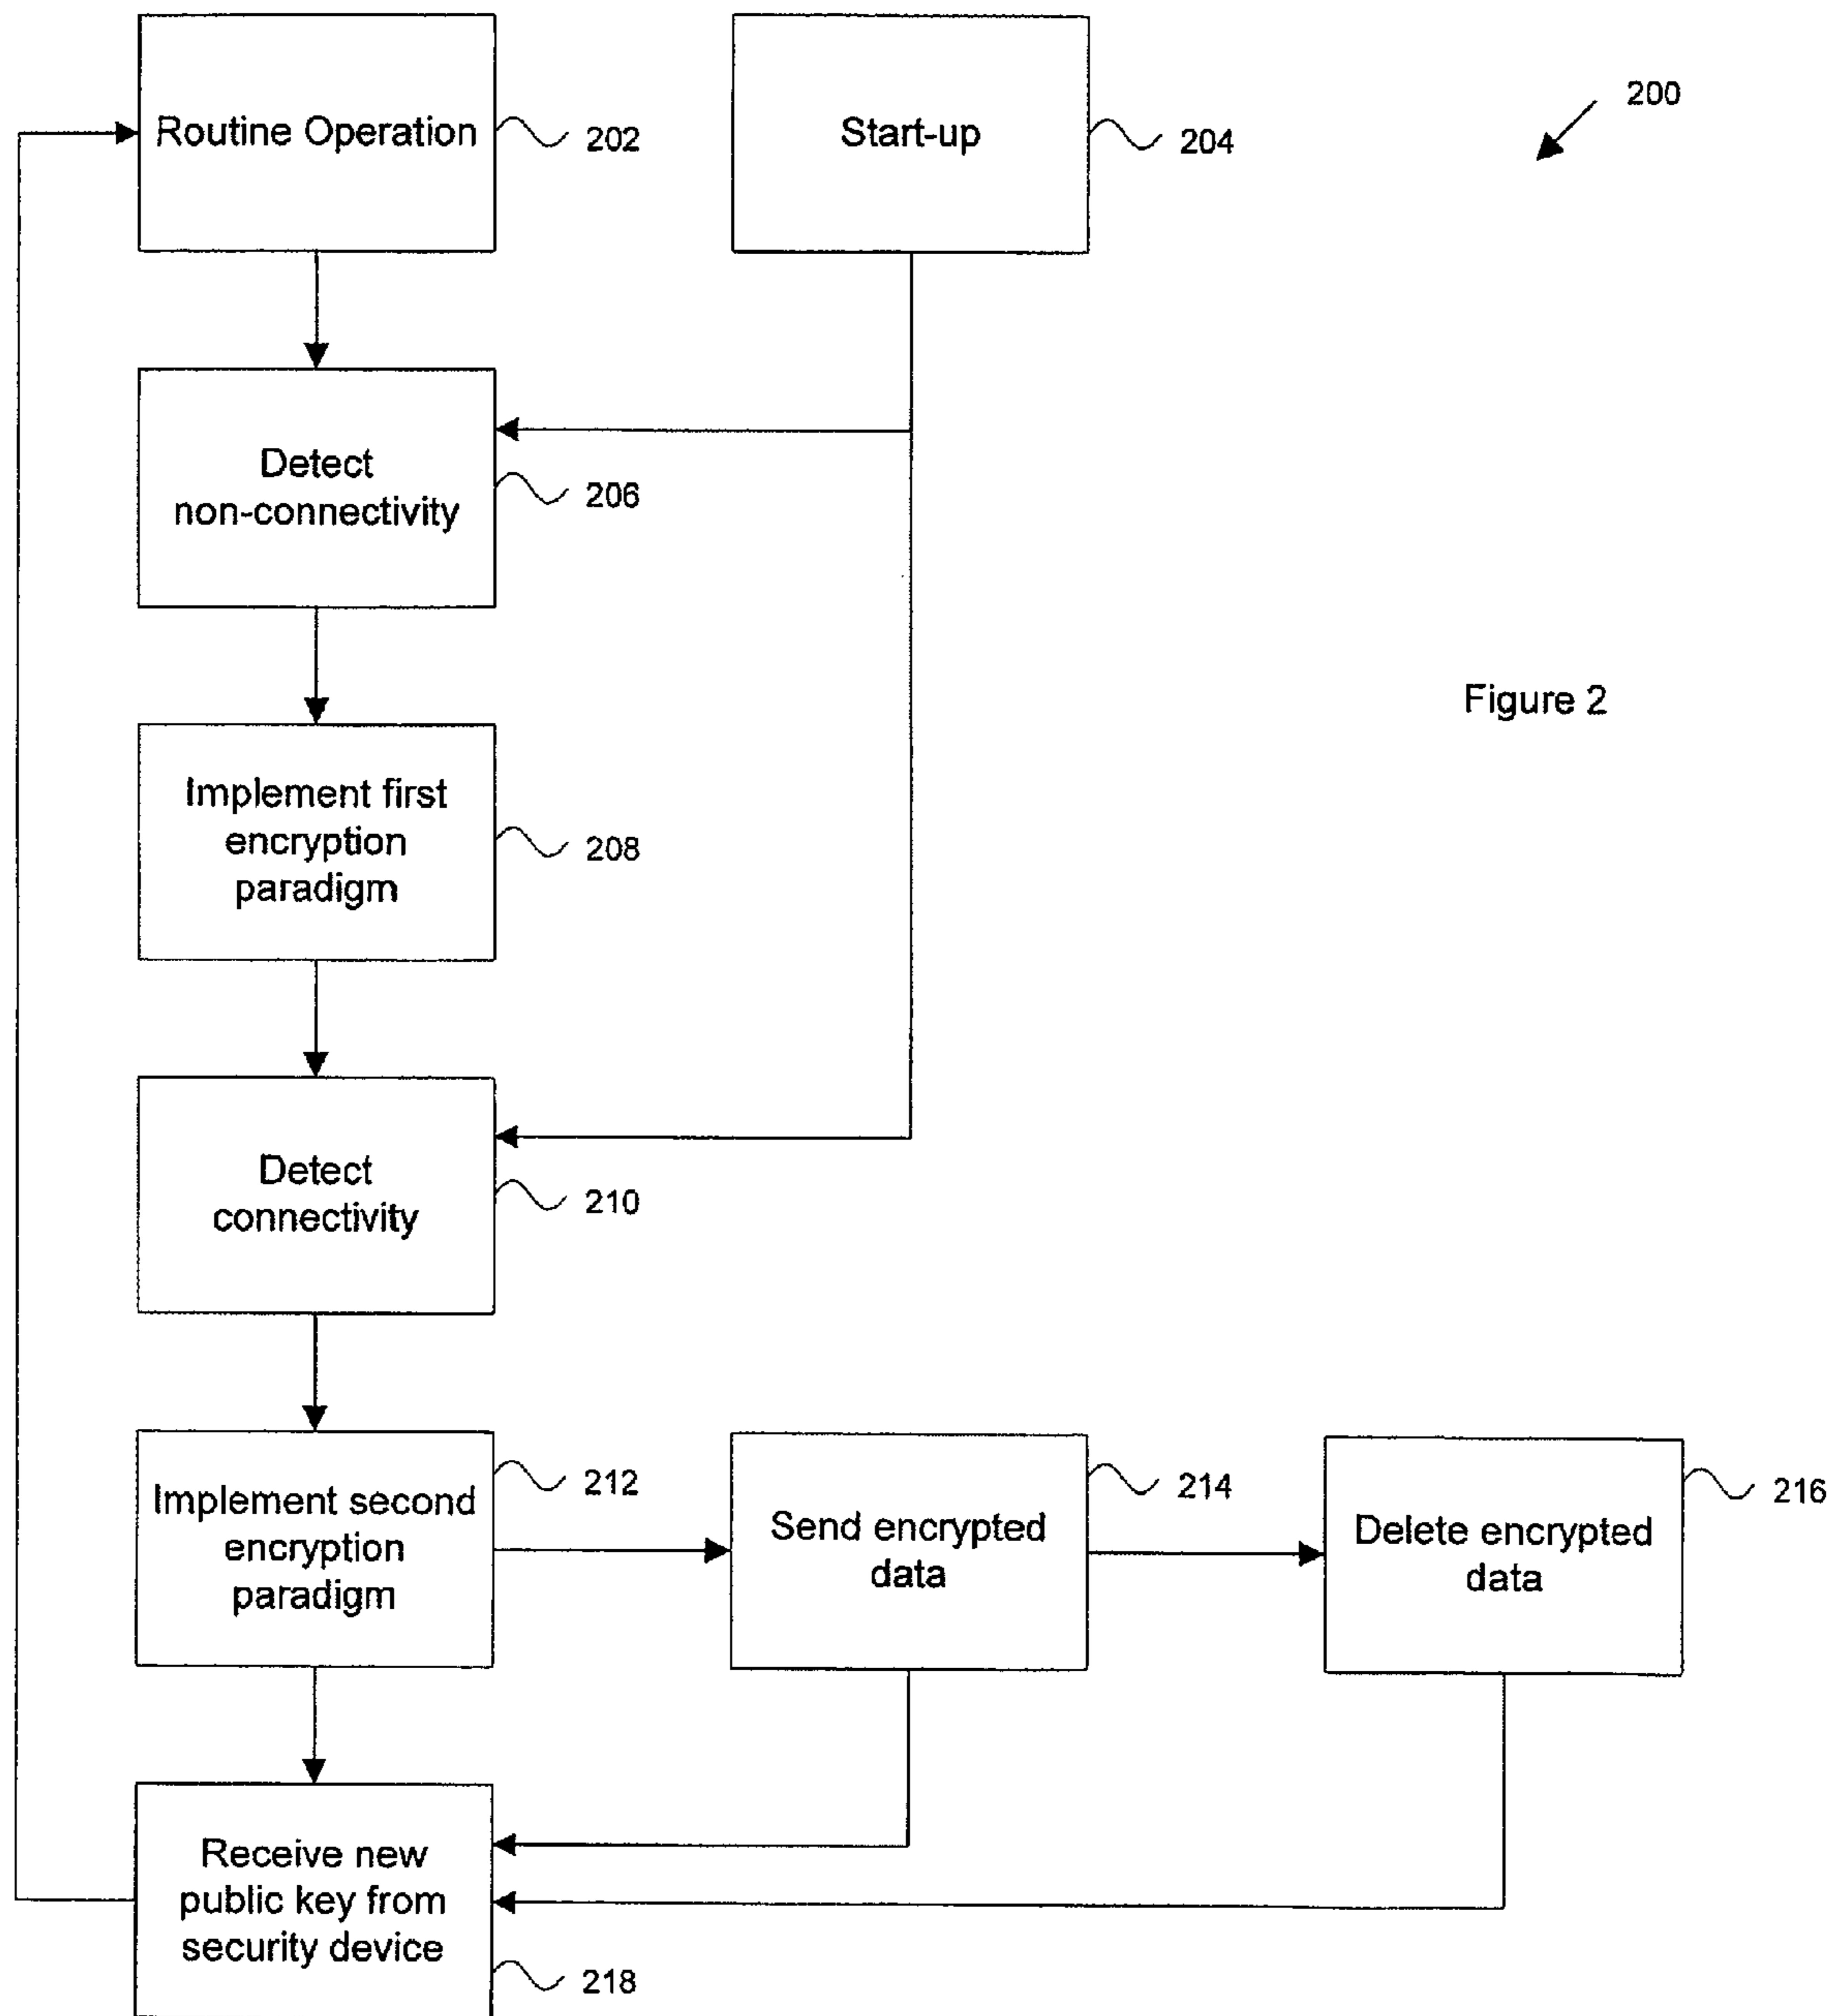 Routine Operation
202
Start-up
204
200
Detect
non-connectivity
206
Figure 2
Implement first
encryption
paradigm
208
Detect
connectivity
210
Implement second
encryption
paradigm
212
Send encrypted
data
214
Delete encrypted
data
216
Receive new
public key from
security device
218